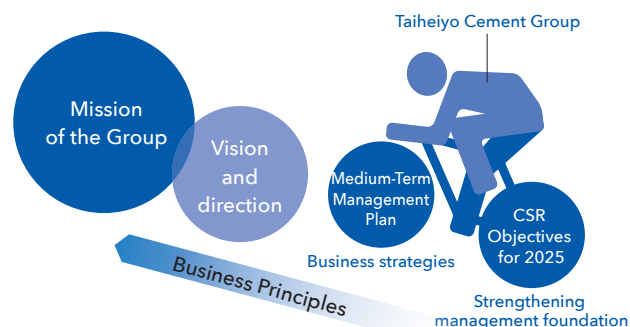 Taiheiyo Cement Group
Mission
of the Group
Vision
and
direction
Medium-Term
Management
Plan
Business strategies
CSR
Objectives
for 2025
Strengthening
management foundation
Business Principles